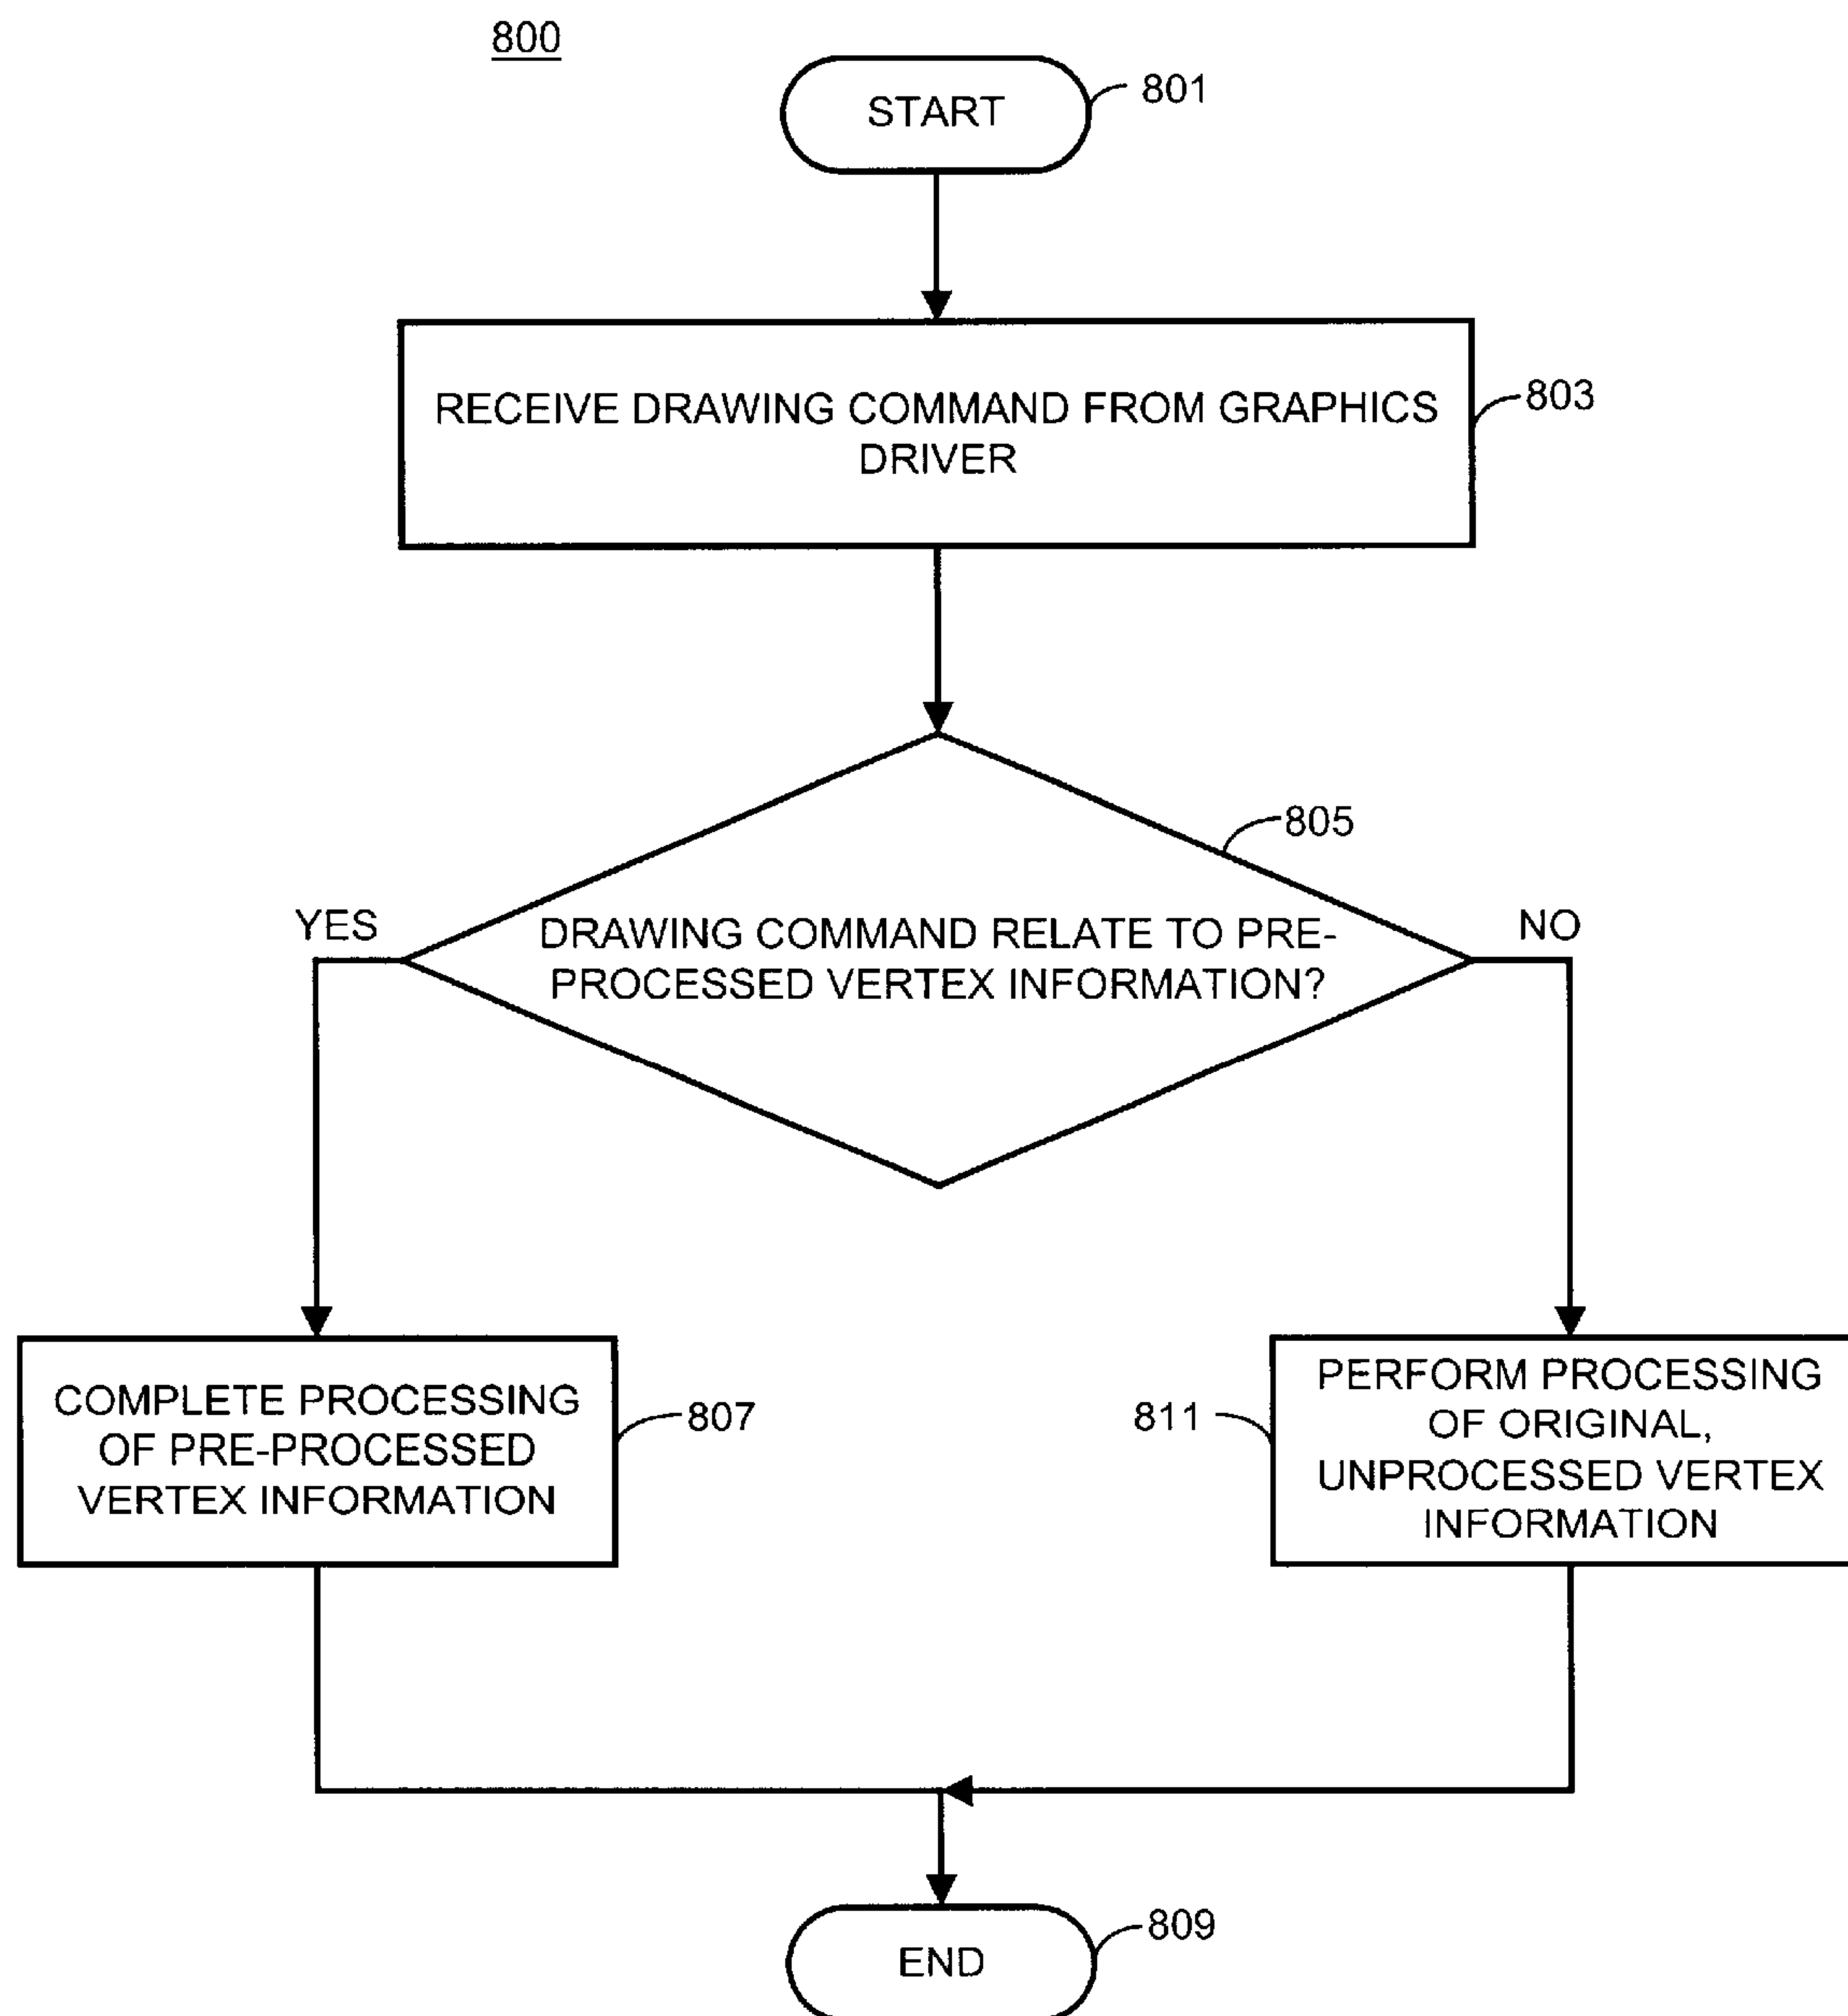 800
START
801
RECEIVE DRAWING COMMAND FROM GRAPHICS
DRIVER
803
805
YES
DRAWING COMMAND RELATE TO PRE-
PROCESSED VERTEX INFORMATION?
NO
COMPLETE PROCESSING
OF PRE-PROCESSED
VERTEX INFORMATION
807
811
PERFORM PROCESSING
OF ORIGINAL,
UNPROCESSED VERTEX
INFORMATION
END
809